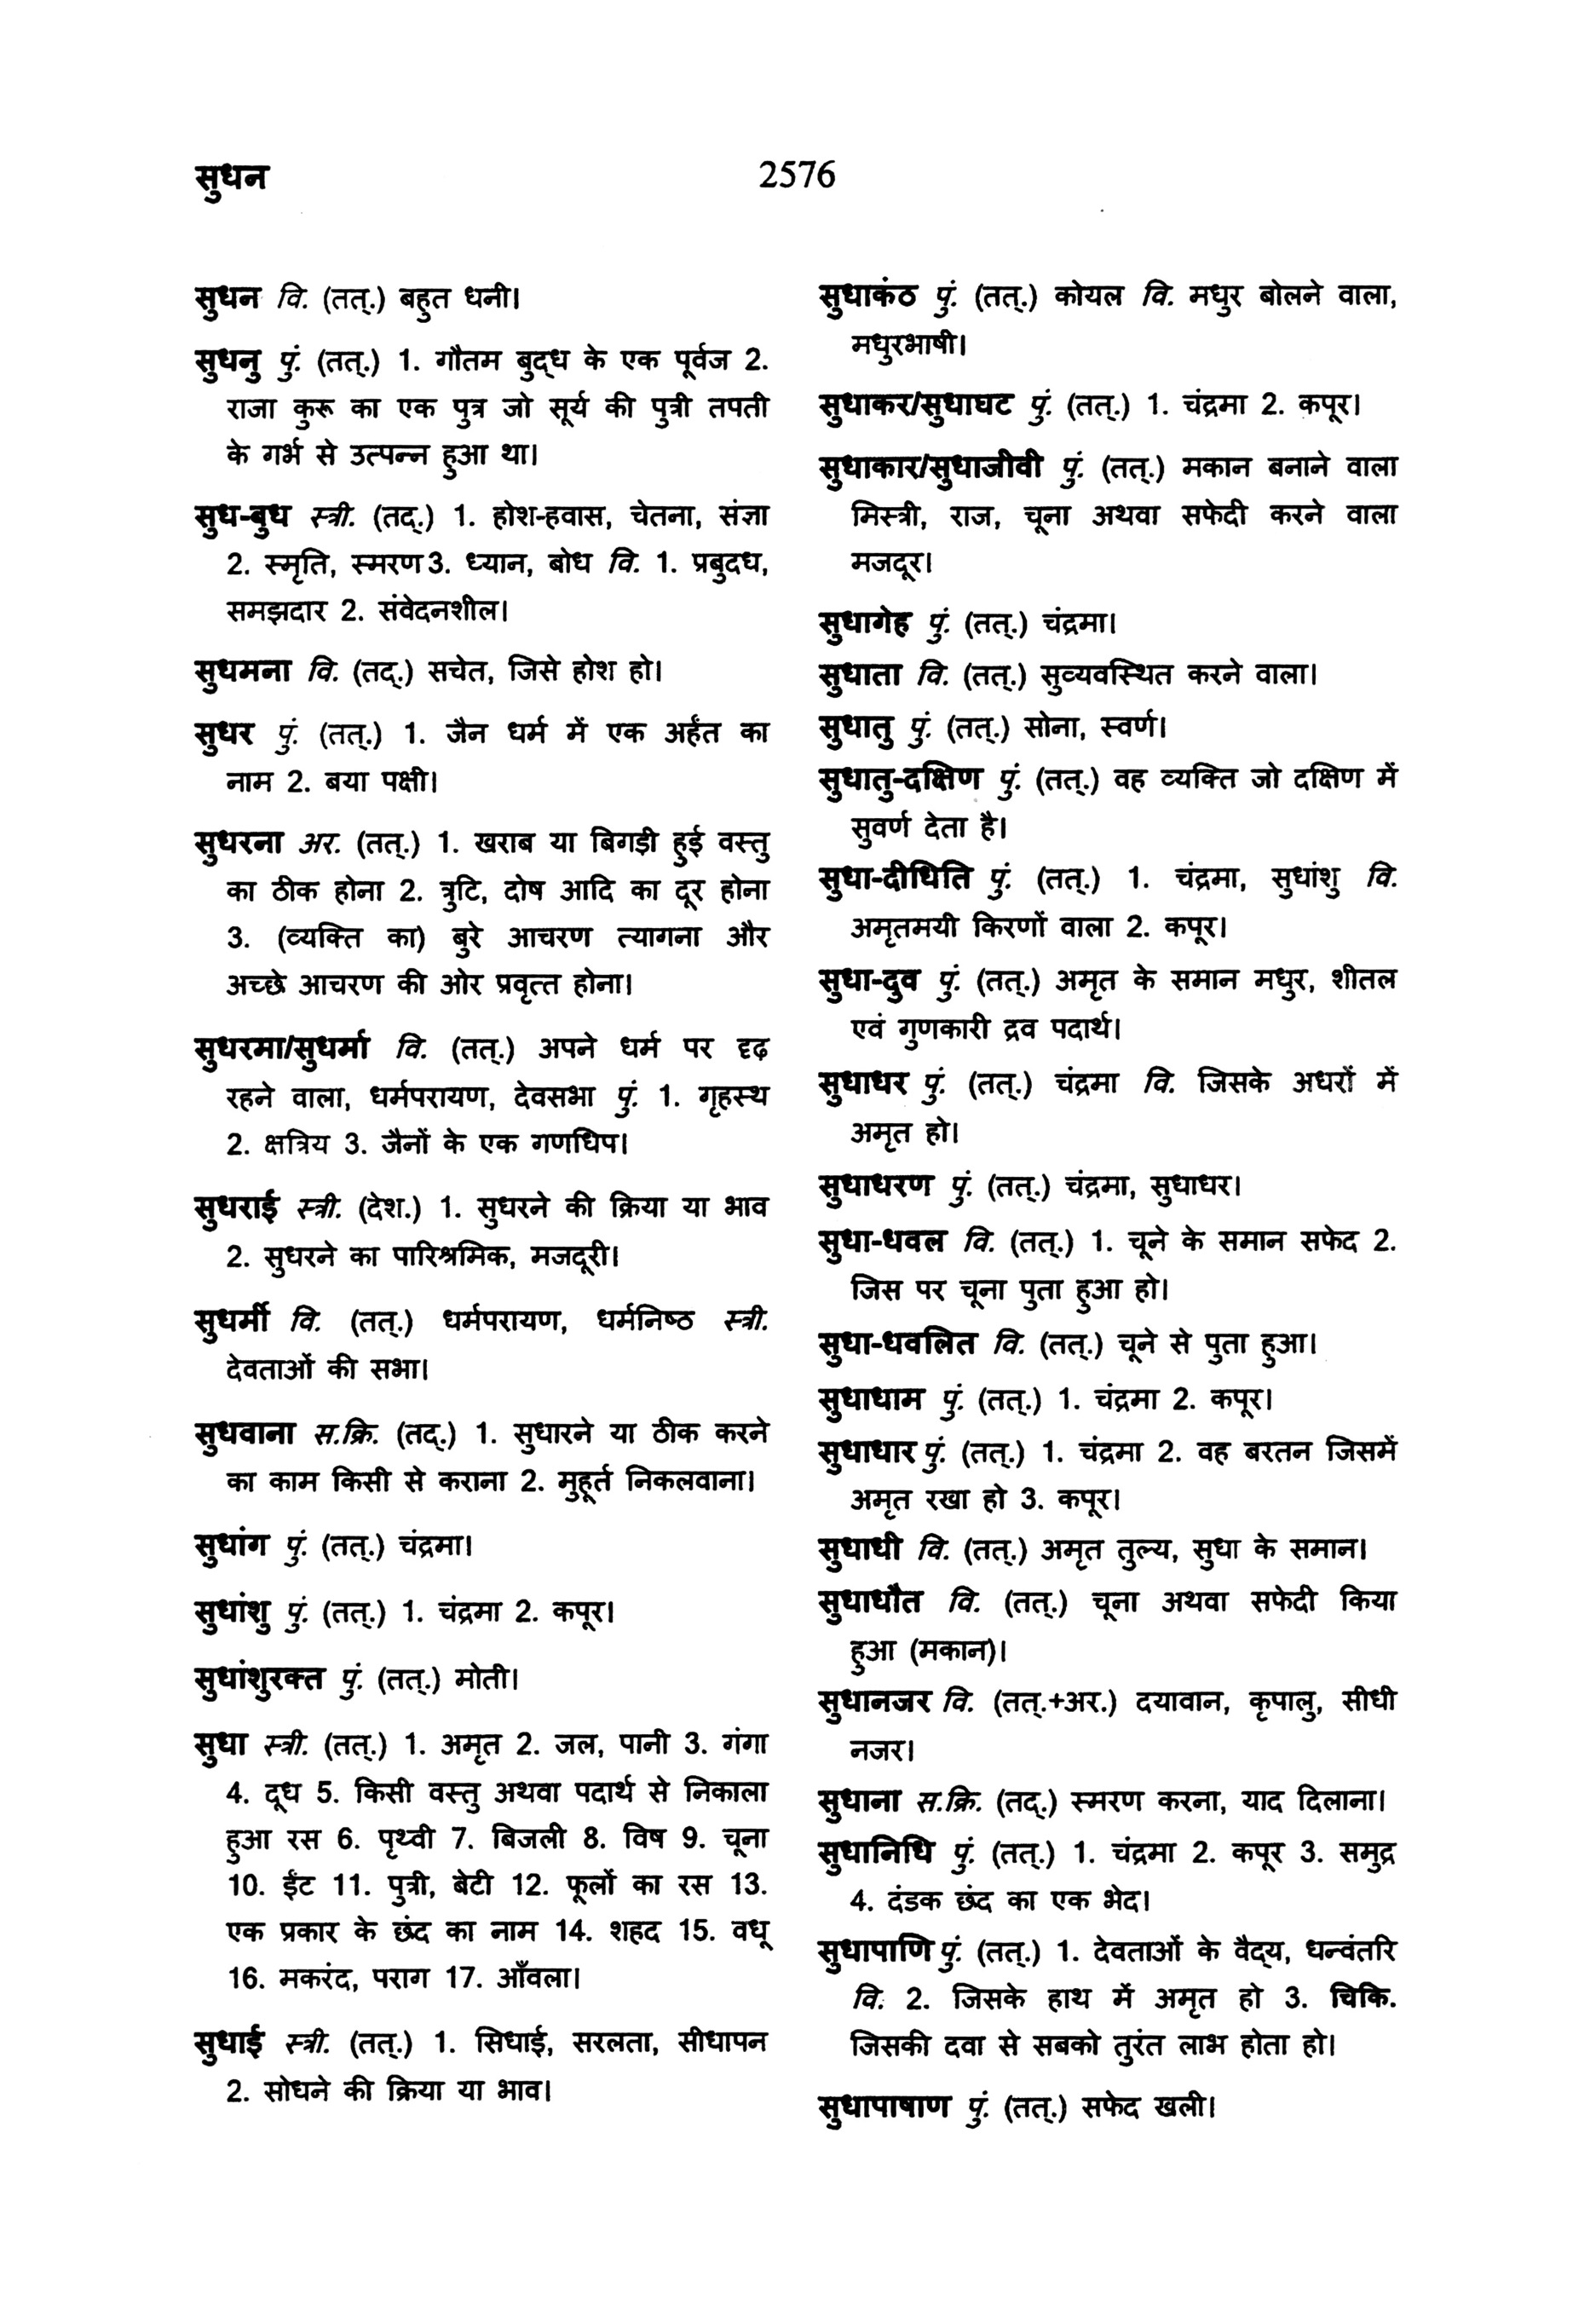 सुधन
2576
सुधन वि. (तत्.) बहुत धनी।
सुधनु पुं. (तत्.) 1. गौतम बुद्ध के एक पूर्वज 2.
राजा कुरू का एक पुत्र जो सूर्य की पुत्री तपती
के गर्भ से उत्पन्न हुआ था।
सुध-बुध स्त्री. (तद्.) 1. होश-हवास, चेतना, संज्ञा
2. स्मृति, स्मरण 3. ध्यान, बोध वि. 1. प्रबुदध,
समझदार 2. संवेदनशील।
सुधमना वि. (तद्.) सचेत, जिसे होश हो।
सुधर पुं. (तत्.) 1. जैन धर्म में एक अर्हंत का
नाम 2. बया पक्षी।
सुधरना अर. (तत्.) 1. खराब या बिगड़ी हुई वस्तु
का ठीक होना 2. त्रुटि, दोष आदि का दूर होना
3. (व्यक्ति का) बुरे आचरण त्यागना और
अच्छे आचरण की ओर प्रवृत्त होना।
सुधरमा/सुधर्मा वि. (तत्.) अपने धर्म पर दृढ़
रहने वाला, धर्मपरायण, देवसभा पुं. 1. गृहस्थ
2. क्षत्रिय 3. जैनों के एक गणधिप।
सुधराई स्त्री. (देश.) 1. सुधरने की क्रिया या भाव
2. सुधरने का पारिश्रमिक, मजदूरी।
सुधर्मी वि. (तत्.) धर्मपरायण, धर्मनिष्ठ स्त्री.
देवताओं की सभा।
सुधवाना स.क्रि. (तद्.) 1. सुधारने या ठीक करने
का काम किसी से कराना 2. मुहूर्त निकलवाना।
सुधांग पुं. (तत्.) चंद्रमा।
सुधांशु पुं. (तत्.) 1. चंद्रमा 2. कपूर।
सुधांशुरक्त पुं. (तत्.) मोती।
सुधा स्त्री. (तत्.) 1. अमृत 2. जल, पानी 3. गंगा
4. दूध 5. किसी वस्तु अथवा पदार्थ से निकाला
हुआ रस 6. पृथ्वी 7. बिजली 8. विष 9. चूना
10. ईंट 11. पुत्री, बेटी 12. फूलों का रस 13.
एक प्रकार के छंद का नाम 14. शहद 15. वधू
16. मकरंद, पराग 17. आँवला।
सुधाई स्त्री. (तत्.) 1. सिधाई, सरलता, सीधापन
2. सोधने की क्रिया या भाव।
सुधाकंठ पुं. (तत्.) कोयल वि. मधुर बोलने वाला,
मधुरभाषी।
सुधाकर/सुधाघट पुं. (तत्.) 1. चंद्रमा 2. कपूर।
सुधाकार/सुधाजीवी पुं. (तत्.) मकान बनाने वाला
मिस्त्री, राज, चूना अथवा सफेदी करने वाला
मजदूर।
सुधागेह पुं. (तत्.) चंद्रमा।
सुधाता वि. (तत्.) सुव्यवस्थित करने वाला।
सुधातु पुं. (तत्.) सोना, स्वर्ण।
सुधातु-दक्षिण पुं. (तत्.) वह व्यक्ति जो दक्षिण में
सुवर्ण देता है।
सुधा-दीधिति पुं. (तत्.) 1. चंद्रमा, सुधांशु वि.
अमृतमयी किरणों वाला 2. कपूर।
सुधा-दुव पुं. (तत्.) अमृत के समान मधुर, शीतल
एवं गुणकारी द्रव पदार्थ।
सुधाधर पुं. (तत्.) चंद्रमा वि. जिसके अधरों में
अमृत हो।
सुधाधरण पुं. (तत्.) चंद्रमा, सुधाधर।
सुधा-धवल वि. (तत्.) 1. चूने के समान सफेद 2.
जिस पर चूना पुता हुआ हो।
सुधा-धवलित वि. (तत्.) चूने से पुता हुआ।
सुधाधाम पुं. (तत्.) 1. चंद्रमा 2. कपूर।
सुधाधार पुं. (तत्.) 1. चंद्रमा 2. वह बरतन जिसमें
अमृत रखा हो 3. कपूर।
सुधाधी वि. (तत्.) अमृत तुल्य, सुधा के समान।
सुधाधौत वि. (तत्.) चूना अथवा सफेदी किया
हुआ (मकान)।
सुधानजर वि. (तत्.+अर.) दयावान, कृपालु, सीधी
नजर।
सुधाना स.क्रि. (तद्.) स्मरण करना, याद दिलाना।
सुधानिधि पुं. (तत्.) 1. चंद्रमा 2. कपूर 3. समुद्र
4. दंडक छंद का एक भेद।
सुधापाणि पुं. (तत्.) 1. देवताओं के वैद्य, धन्वंतरि
वि. 2. जिसके हाथ में अमृत हो 3. चिकि.
जिसकी दवा से सबको तुरंत लाभ होता हो।
सुधापाषाण पुं. (तत्.) सफेद खली।